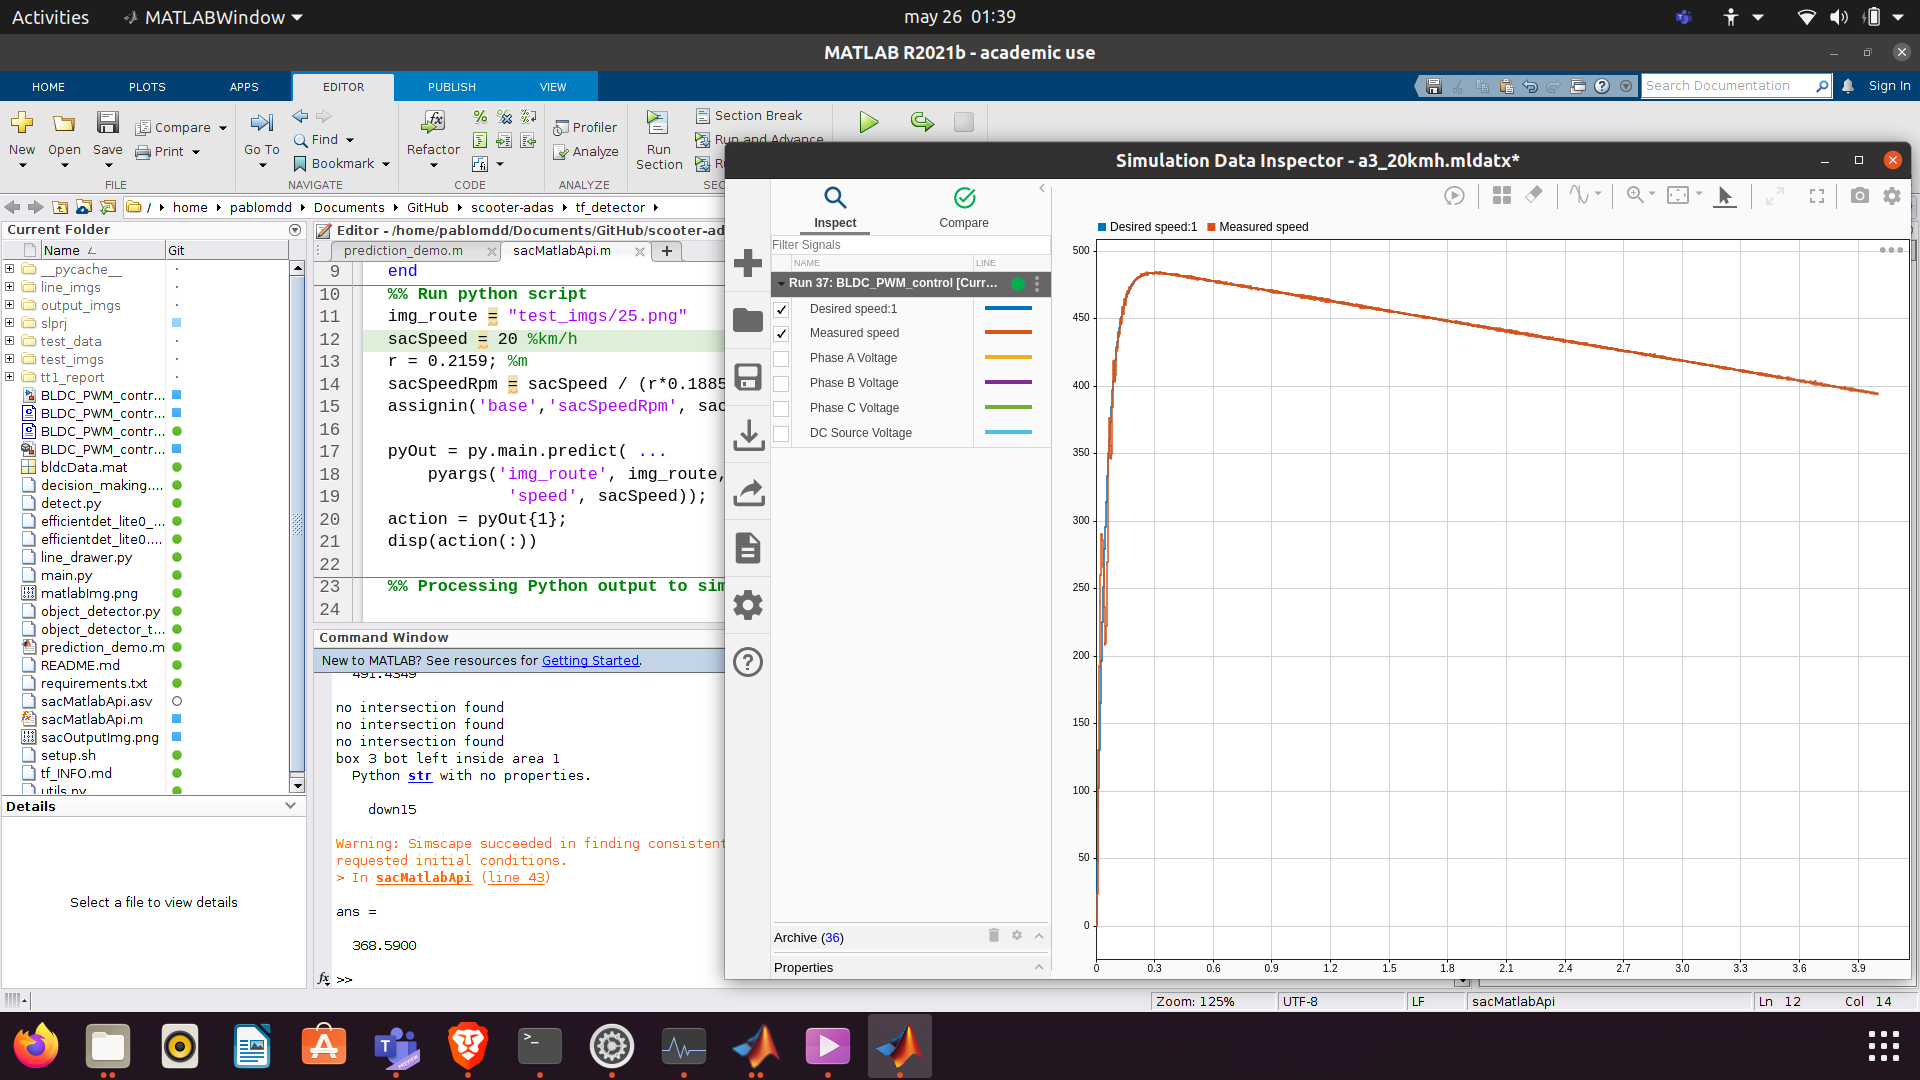 Activities
MATLABWindow
may 26 01:39
MATLAB R2021b - academic use
HOME
PLOTS
APPS
EDITOR
PUBLISH
VIEW
Search Documentation
Sign In
New
Open
Save
Compare
Print
FILE
Go To
Find
Bookmark
NAVIGATE
Refactor
CODE
Profiler
Analyze
ANALYZE
Run
Section
Section Break
Run and Advance
/ home pablomdd Documents GitHub scooter-adas tf_detector
Current Folder
Name
Git
__pycache__
line_imgs
output_imgs
slprj
test_data
test_imgs
tt1_report
BLDC_PWM_contr...
BLDC_PWM_contr...
BLDC_PWM_contr...
BLDC_PWM_contr...
bldcData.mat
decision_making....
detect.py
efficientdet_lite0_...
efficientdet_lite0....
line_drawer.py
main.py
matlabImg.png
object_detector.py
object_detector_t...
prediction_demo.m
README.md
requirements.txt
sacMatlabApi.asv
sacMatlabApi.m
sacOutputImg.png
setup.sh
tf_INFO.md
utils.py
Details
Select a file to view details
Editor - /home/pablomdd/Documents/GitHub/scooter-ad
prediction_demo.m
sacMatlabApi.m
9 end
10 %% Run python script
11 img_route = "test_imgs/25.png"
12 sacSpeed = 20 %km/h
13 r = 0.2159; %m
14 sacSpeedRpm = sacSpeed / (r*0.1885
15 assignin('base','sacSpeedRpm', sac
16
17 pyOut = py.main.predict( ...
18 pyargs('img_route', img_route,
19 'speed', sacSpeed));
20 action = pyOut{1};
21 disp(action(:))
22
23 %% Processing Python output to sim
24
Command Window
New to MATLAB? See resources for Getting Started.
491.4349
no intersection found
no intersection found
no intersection found
box 3 bot left inside area 1
Python str with no properties.
down15
Warning: Simscape succeeded in finding consistent
requested initial conditions.
> In sacMatlabApi (line 43)
ans =
368.5900
fx >>
Simulation Data Inspector - a3_20kmh.mldatx*
Inspect
Compare
Filter Signals
NAME
LINE
Run 37: BLDC_PWM_control [Curr...
Desired speed:1
Measured speed
Phase A Voltage
Phase B Voltage
Phase C Voltage
DC Source Voltage
Archive (36)
Properties
Desired speed:1
Measured speed
500
450
400
350
300
250
200
150
100
50
0
0 0.3 0.6 0.9 1.2 1.5 1.8 2.1 2.4 2.7 3.0 3.3 3.6 3.9
Zoom: 125%
UTF-8
LF
sacMatlabApi
Ln 12
Col 14
PREVIEW